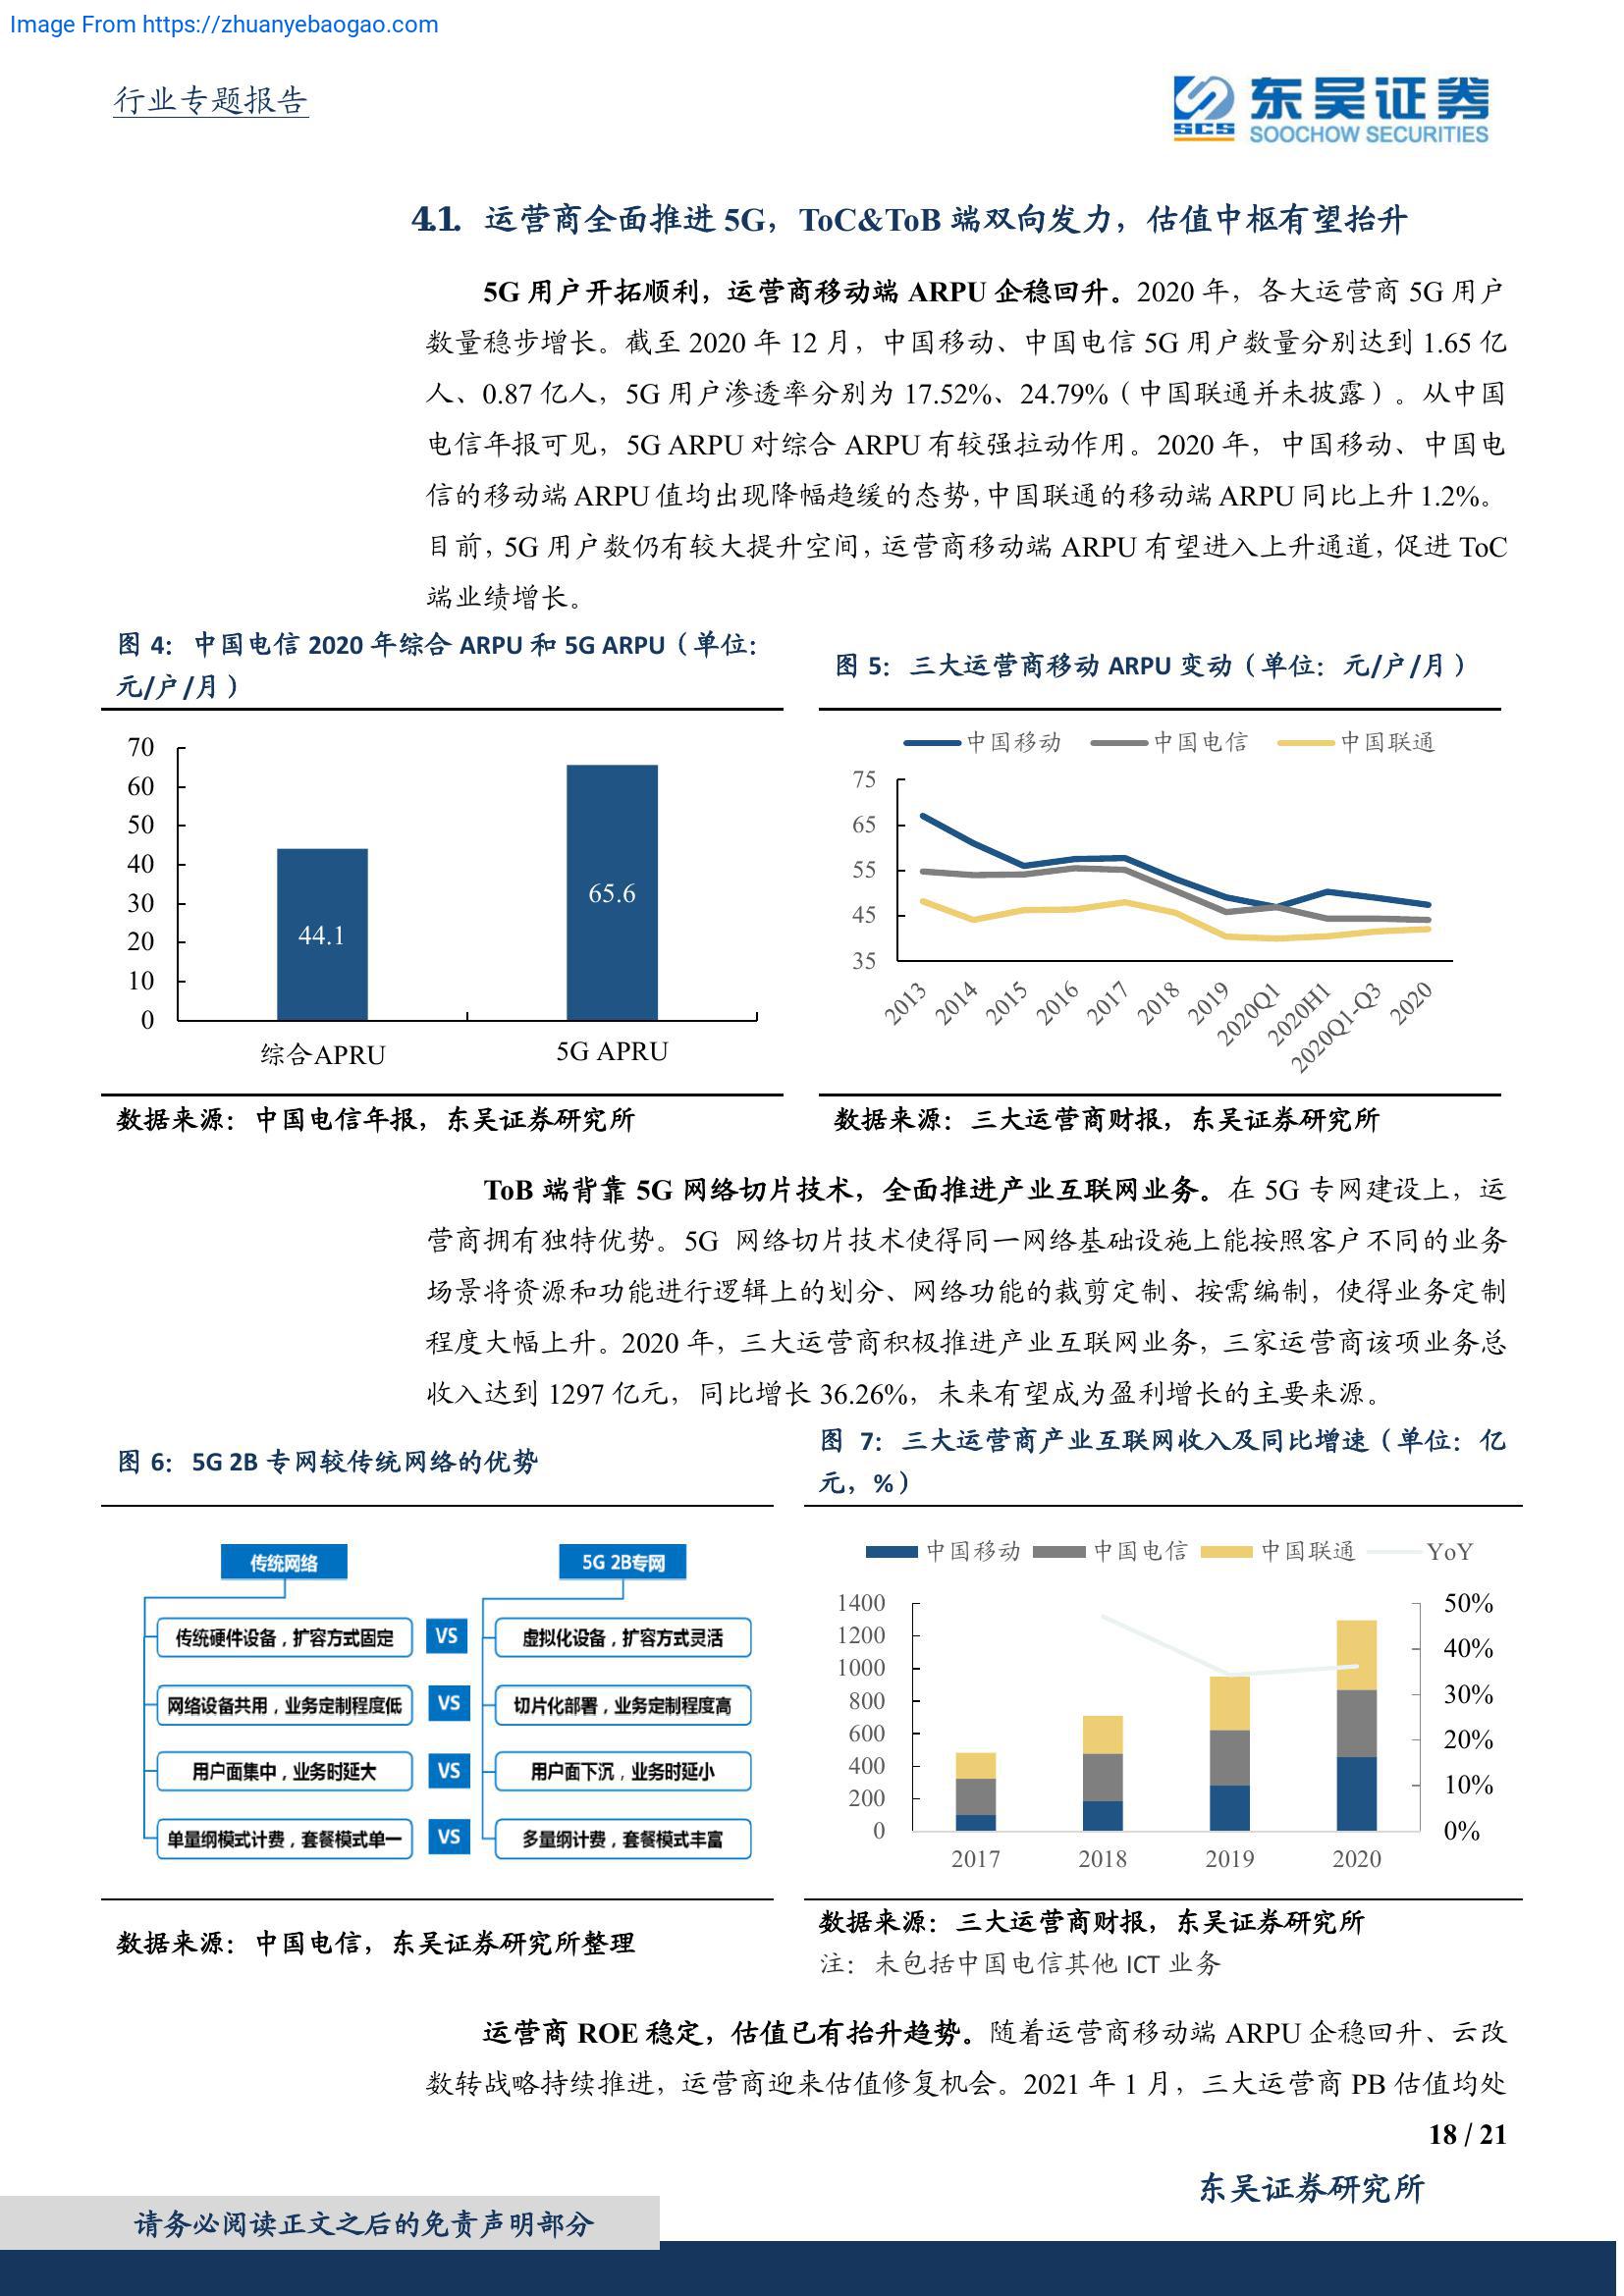 Image From https://zhuanyebaogao.com
行业专题报告
东吴证券
SCS
SOOCHOW SECURITIES
4.1. 运营商全面推进 5G，ToC&ToB 端双向发力，估值中枢有望抬升
5G 用户开拓顺利，运营商移动端 ARPU 企稳回升。2020 年，各大运营商 5G 用户
数量稳步增长。截至 2020 年 12 月，中国移动、中国电信 5G 用户数量分别达到 1.65 亿
人、0.87 亿人，5G 用户渗透率分别为 17.52%、24.79%（中国联通并未披露）。从中国
电信年报可见，5G ARPU 对综合 ARPU 有较强拉动作用。2020 年，中国移动、中国电
信的移动端 ARPU 值均出现降幅趋缓的态势，中国联通的移动端 ARPU 同比上升 1.2%。
目前，5G 用户数仍有较大提升空间，运营商移动端 ARPU 有望进入上升通道，促进 ToC
端业绩增长。
图 4：中国电信 2020 年综合 ARPU 和 5G ARPU（单位：
元/户/月）
70
60
50
40
30
20
10
0
44.1
65.6
综合APRU
5G APRU
数据来源：中国电信年报，东吴证券研究所
图 5：三大运营商移动 ARPU 变动（单位：元/户/月）
中国移动 中国电信 中国联通
75
65
55
45
35
2013 2014 2015 2016 2017 2018 2019 2020Q1 2020H1 2020Q1-Q3 2020
数据来源：三大运营商财报，东吴证券研究所
ToB 端背靠 5G 网络切片技术，全面推进产业互联网业务。在 5G 专网建设上，运
营商拥有独特优势。5G 网络切片技术使得同一网络基础设施上能按照客户不同的业务
场景将资源和功能进行逻辑上的划分、网络功能的裁剪定制、按需编制，使得业务定制
程度大幅上升。2020 年，三大运营商积极推进产业互联网业务，三家运营商该项业务总
收入达到 1297 亿元，同比增长 36.26%，未来有望成为盈利增长的主要来源。
图 6：5G 2B 专网较传统网络的优势
传统网络 5G 2B专网
传统硬件设备，扩容方式固定 VS 虚拟化设备，扩容方式灵活
网络设备共用，业务定制程度低 VS 切片化部署，业务定制程度高
用户面集中，业务时延大 VS 用户面下沉，业务时延小
单量纲模式计费，套餐模式单一 VS 多量纲计费，套餐模式丰富
数据来源：中国电信，东吴证券研究所整理
图 7：三大运营商产业互联网收入及同比增速（单位：亿
元，%）
中国移动 中国电信 中国联通 YoY
1400
1200
1000
800
600
400
200
0
50%
40%
30%
20%
10%
0%
2017 2018 2019 2020
数据来源：三大运营商财报，东吴证券研究所
注：未包括中国电信其他 ICT 业务
运营商 ROE 稳定，估值已有抬升趋势。随着运营商移动端 ARPU 企稳回升、云改
数转战略持续推进，运营商迎来估值修复机会。2021 年 1 月，三大运营商 PB 估值均处
18 / 21
东吴证券研究所
请务必阅读正文之后的免责声明部分